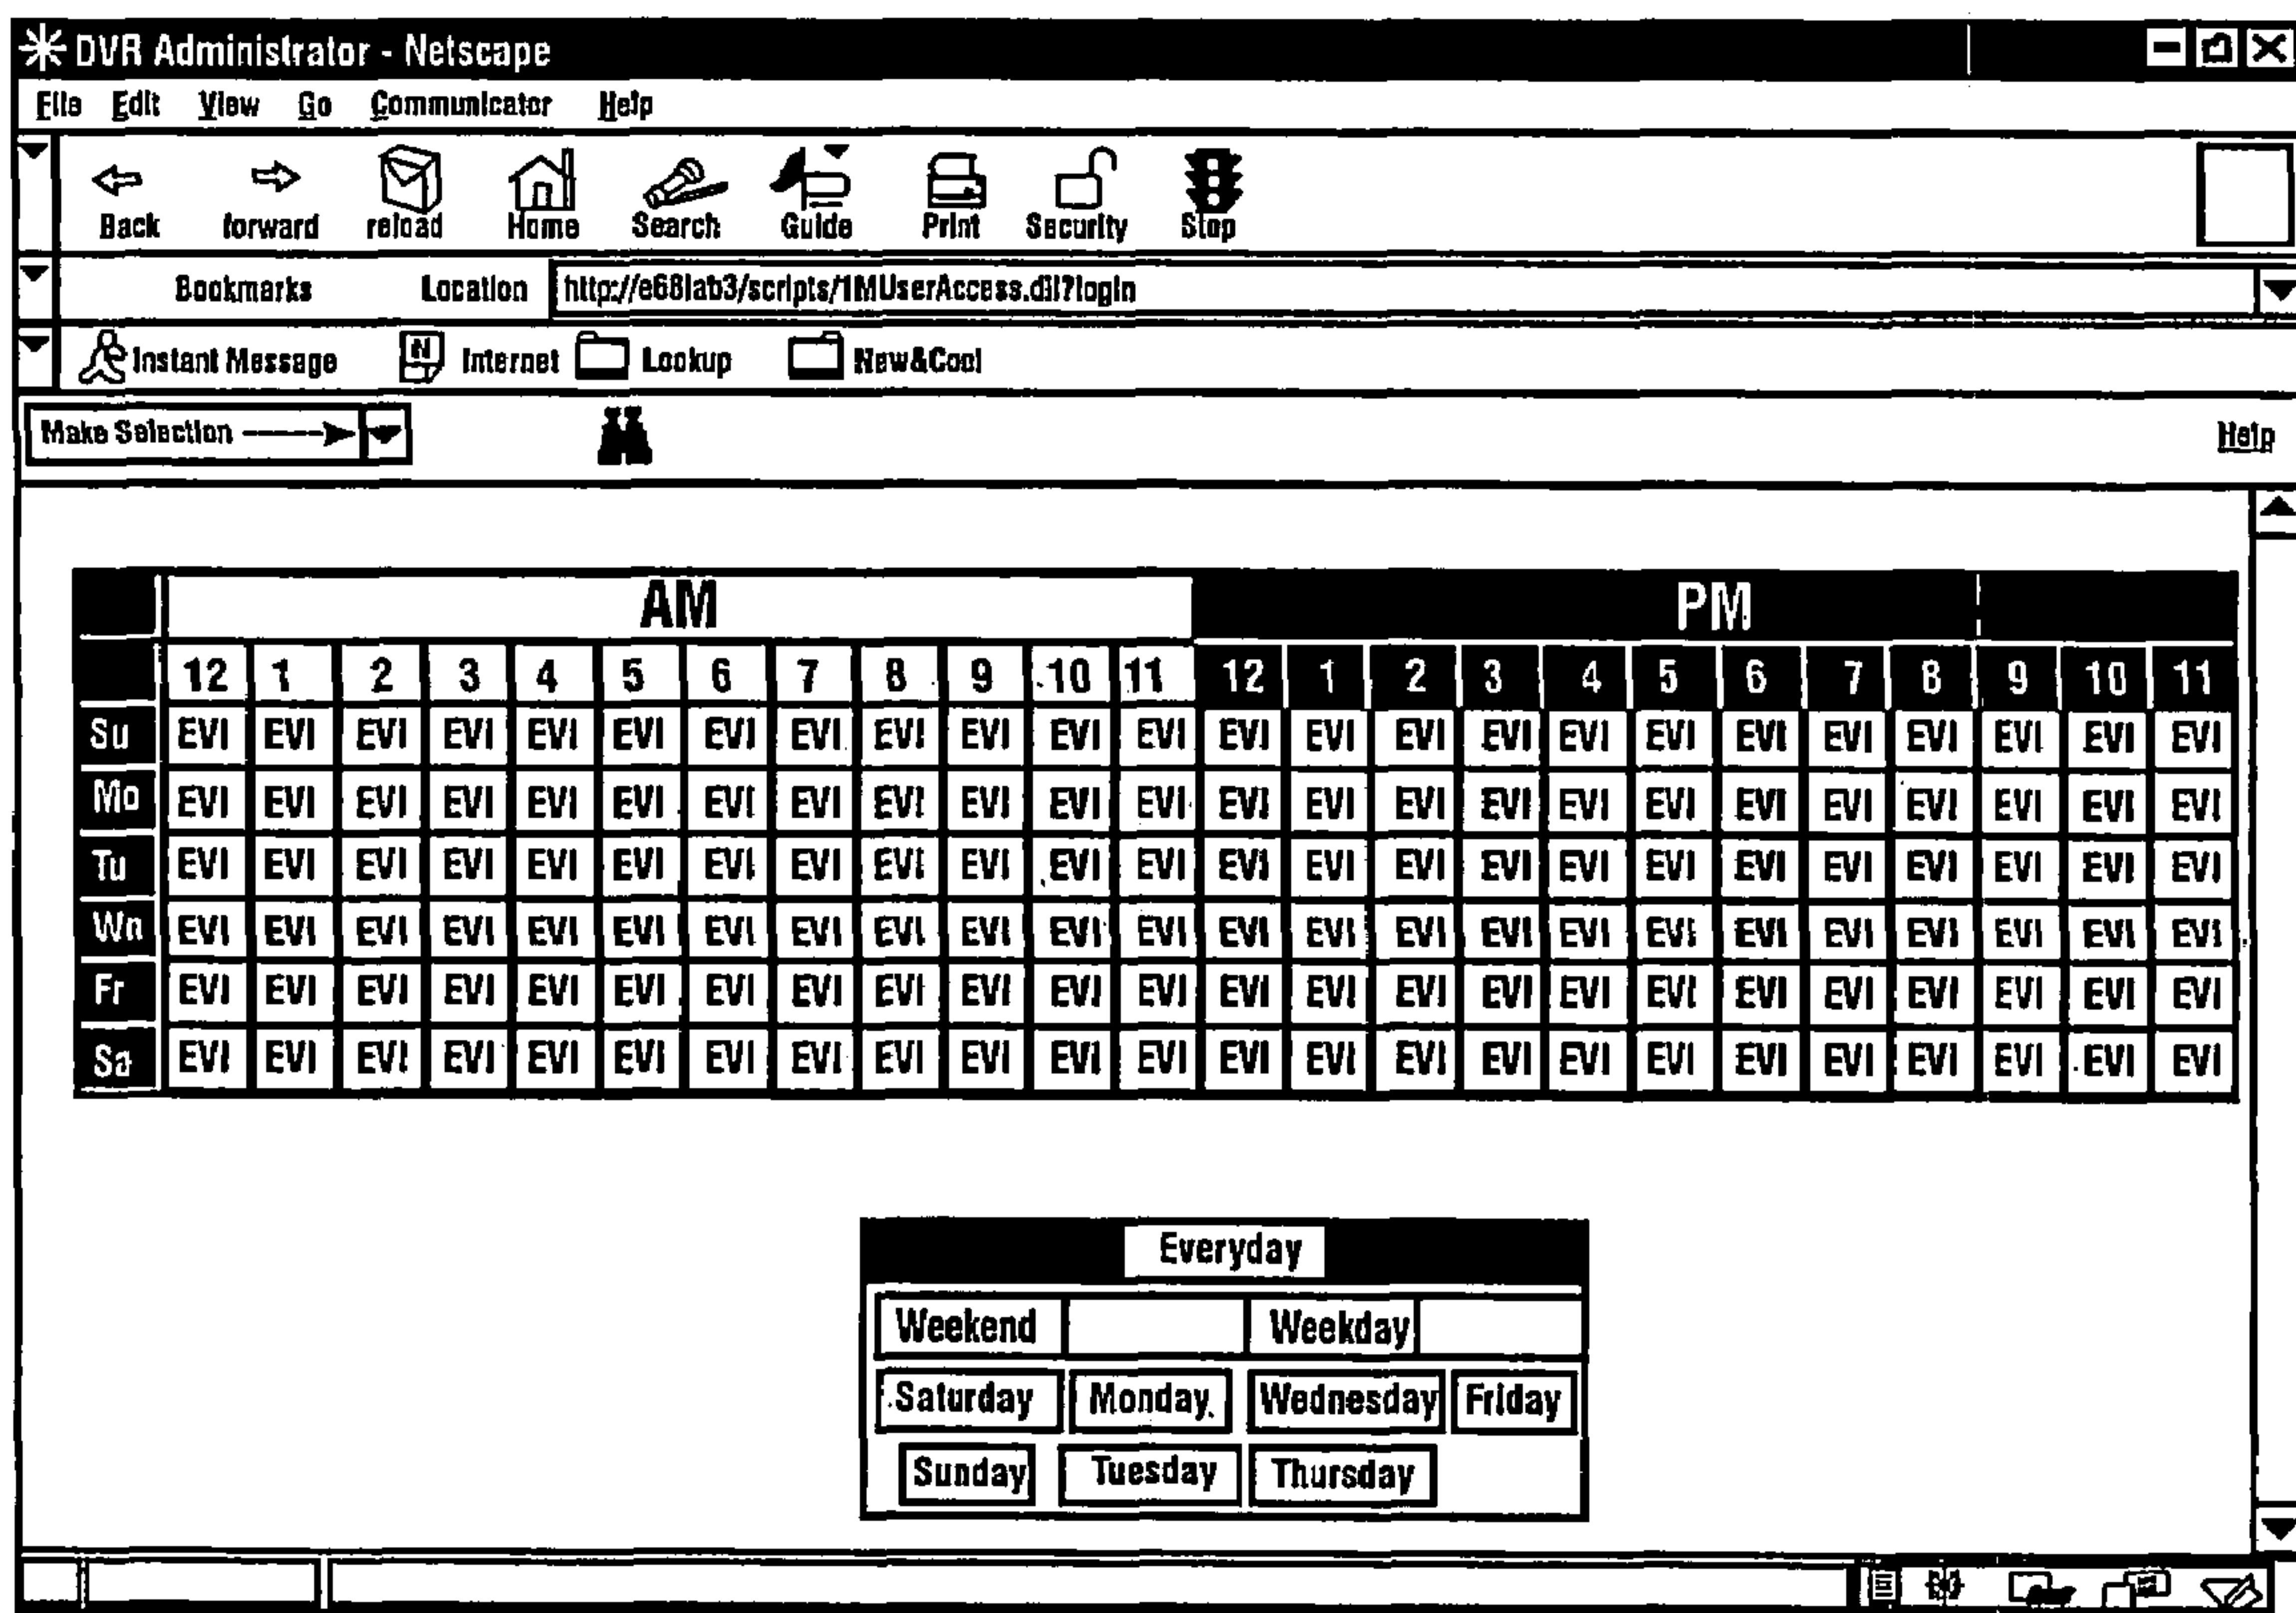 DVR Administrator - Netscape
File Edit View Go Communicator Help
Back forward reload Home Search Guide Print Security Stop
Bookmarks Location http://e68lab3/scripts/1MUserAccess.dll?login
Instant Message N Internet Lookup New&Cool
Make Selection Help
AM PM
12 1 2 3 4 5 6 7 8 9 10 11 12 1 2 3 4 5 6 7 8 9 10 11
Su EVI EVI EVI EVI EVI EVI EVI EVI EVI EVI EVI EVI EVI EVI EVI EVI EVI EVI EVI EVI EVI EVI EVI EVI
Mo EVI EVI EVI EVI EVI EVI EVI EVI EVI EVI EVI EVI EVI EVI EVI EVI EVI EVI EVI EVI EVI EVI EVI EVI
Tu EVI EVI EVI EVI EVI EVI EVI EVI EVI EVI EVI EVI EVI EVI EVI EVI EVI EVI EVI EVI EVI EVI EVI EVI
Wn EVI EVI EVI EVI EVI EVI EVI EVI EVI EVI EVI EVI EVI EVI EVI EVI EVI EVI EVI EVI EVI EVI EVI EVI
Fr EVI EVI EVI EVI EVI EVI EVI EVI EVI EVI EVI EVI EVI EVI EVI EVI EVI EVI EVI EVI EVI EVI EVI EVI
Sa EVI EVI EVI EVI EVI EVI EVI EVI EVI EVI EVI EVI EVI EVI EVI EVI EVI EVI EVI EVI EVI EVI EVI EVI
Everyday
Weekend Weekday
Saturday Monday Wednesday Friday
Sunday Tuesday Thursday